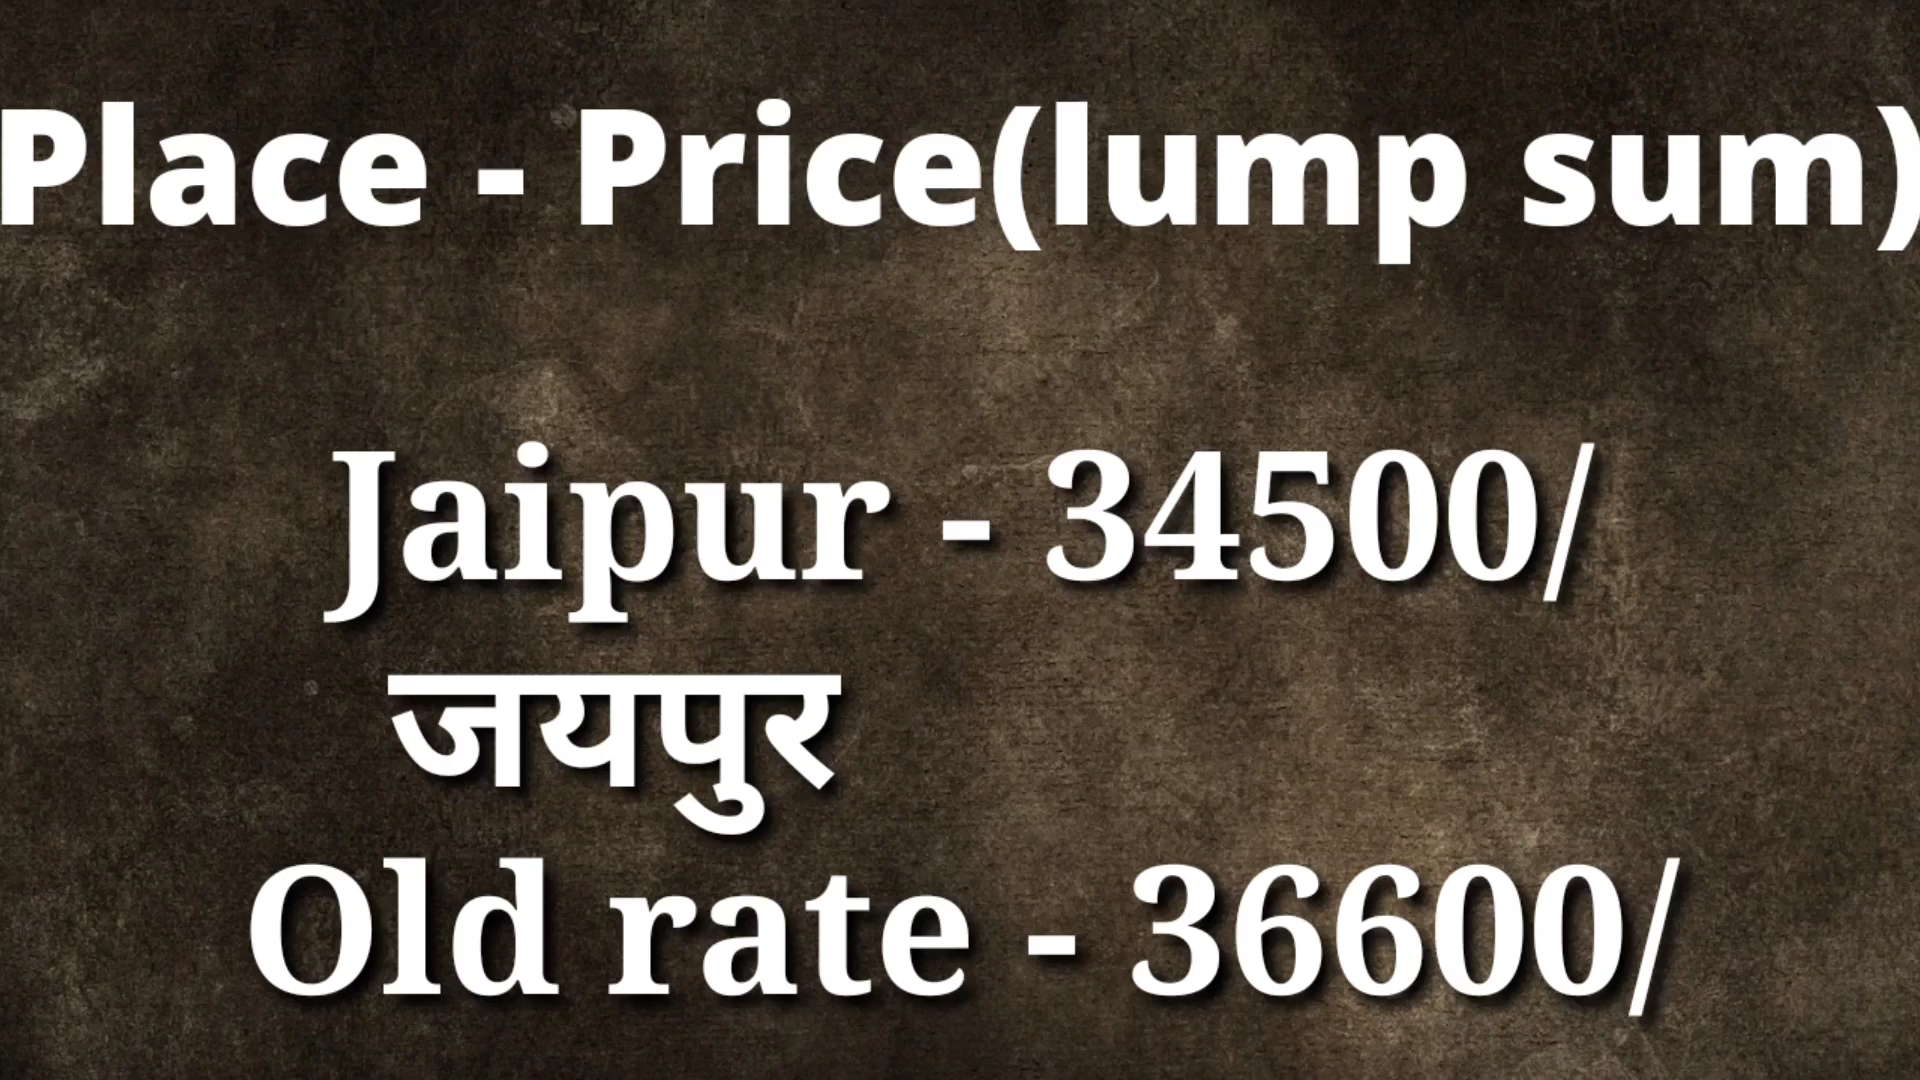 Place - Price(lump sum)
Jaipur - 34500/
जयपुर
Old rate - 36600/